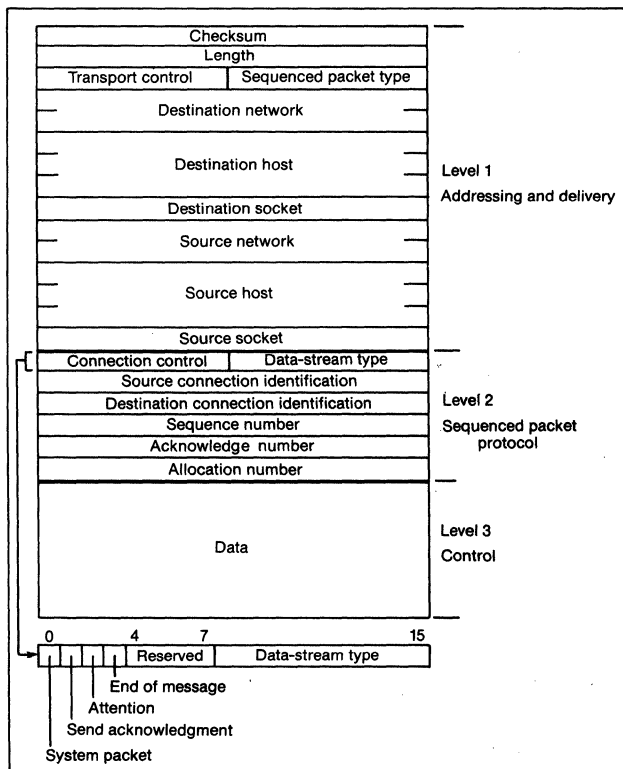 Checksum
Length
Transport control Sequenced packet type
Destination network
Destination host
Level 1
Addressing and delivery
Destination socket
Source network
Source host
Source socket
Connection control Data-stream type
Source connection identification
Destination connection identification
Level 2
Sequence number
Sequenced packet
protocol
Acknowledge number
Allocation number
Data
Level 3
Control
0 4 7 15
Reserved Data-stream type
End of message
Attention
Send acknowledgment
System packet